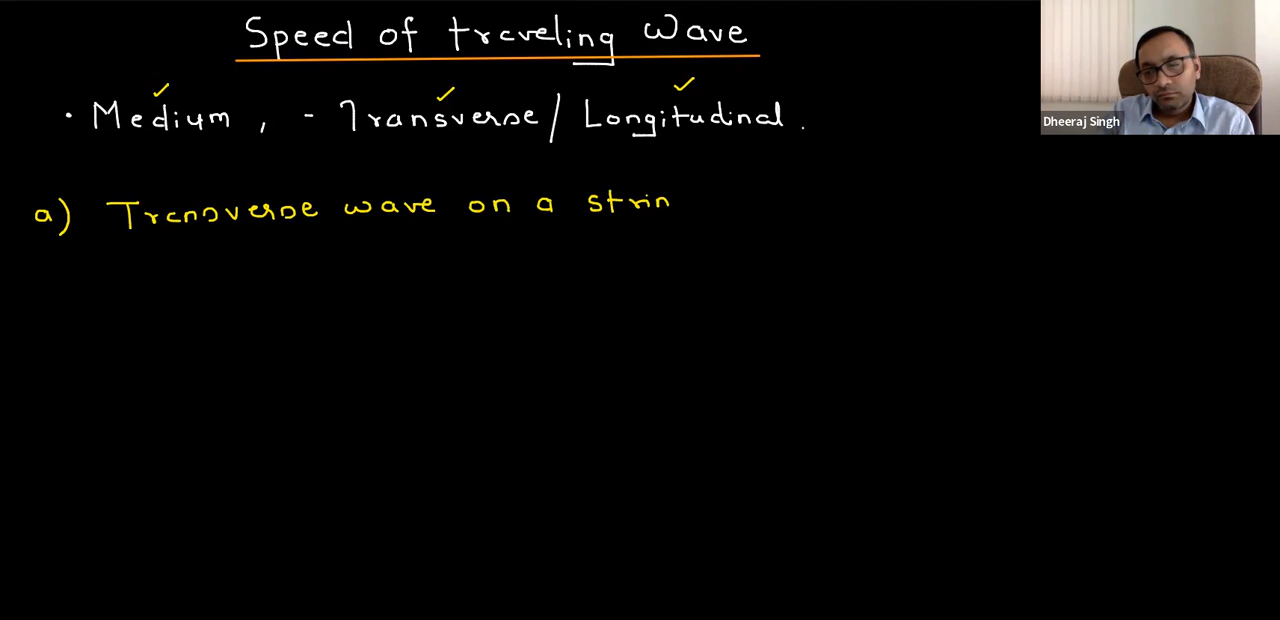 Speed of traveling Wave
· Medium , - Transverse / Longitudinal .
Dheeraj Singh
a) Transverse wave on a strin